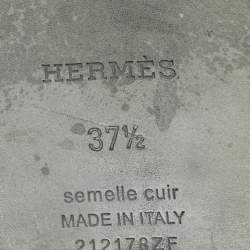 HERMÈS
37½
semelle cuir
MADE IN ITALY
212178ZF